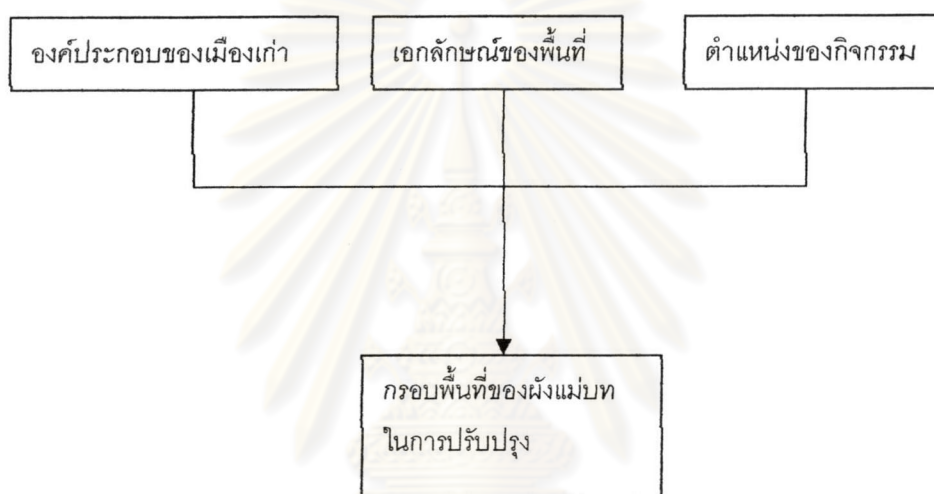 องค์ประกอบของเมืองเก่า
เอกลักษณ์ของพื้นที่
ตำแหน่งของกิจกรรม
กรอบพื้นที่ของผังแม่บท
ในการปรับปรุง